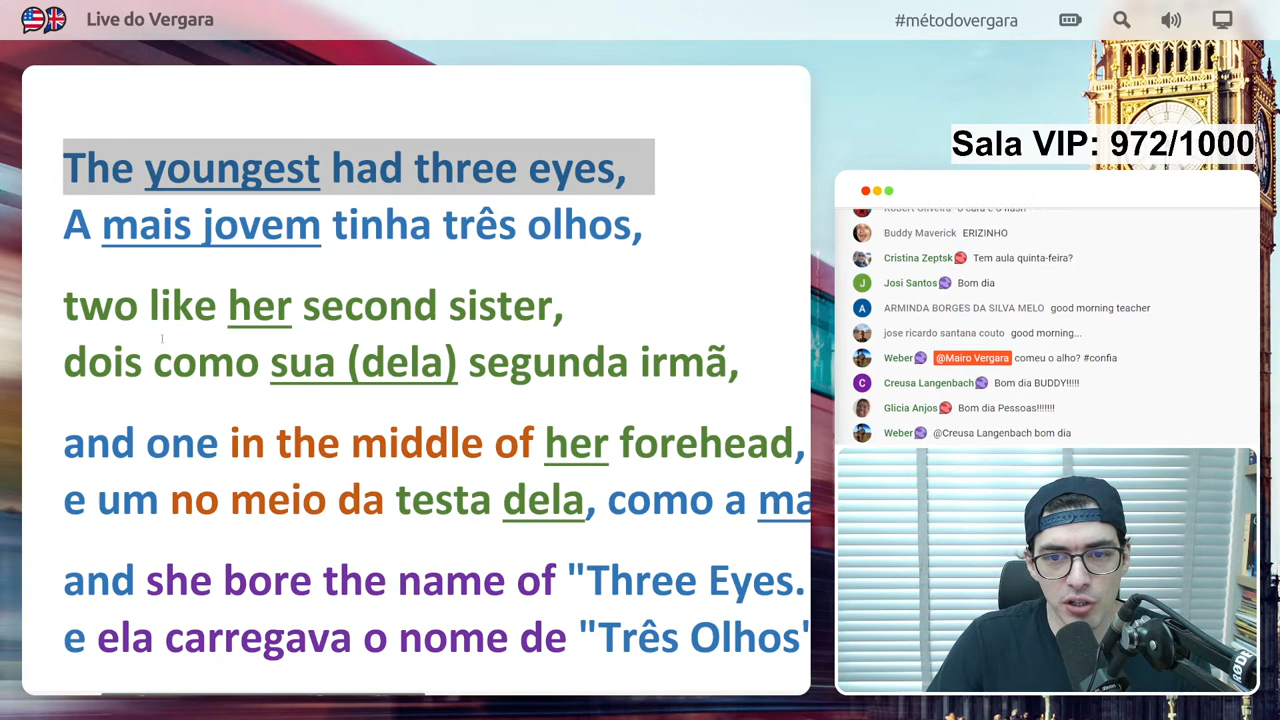 Live do Vergara
#métodovergara
The youngest had three eyes,
A mais jovem tinha três olhos,
two like her second sister,
dois como sua (dela) segunda irmã,
and one in the middle of her forehead,
e um no meio da testa dela, como a ma
and she bore the name of "Three Eyes.
e ela carregava o nome de "Três Olhos"
Sala VIP: 972/1000
Buddy Maverick ERIZINHO
Cristina Zeptsk Tem aula quinta-feira?
J Josi Santos Bom dia
A ARMINDA BORGES DA SILVA MELO good morning teacher
jose ricardo santana couto good morning...
Weber @Mairo Vergara comeu o alho? #confia
C Creusa Langenbach Bom dia BUDDY!!!!!
Glicia Anjos Bom dia Pessoas!!!!!!!
Weber @Creusa Langenbach bom dia
RØDE